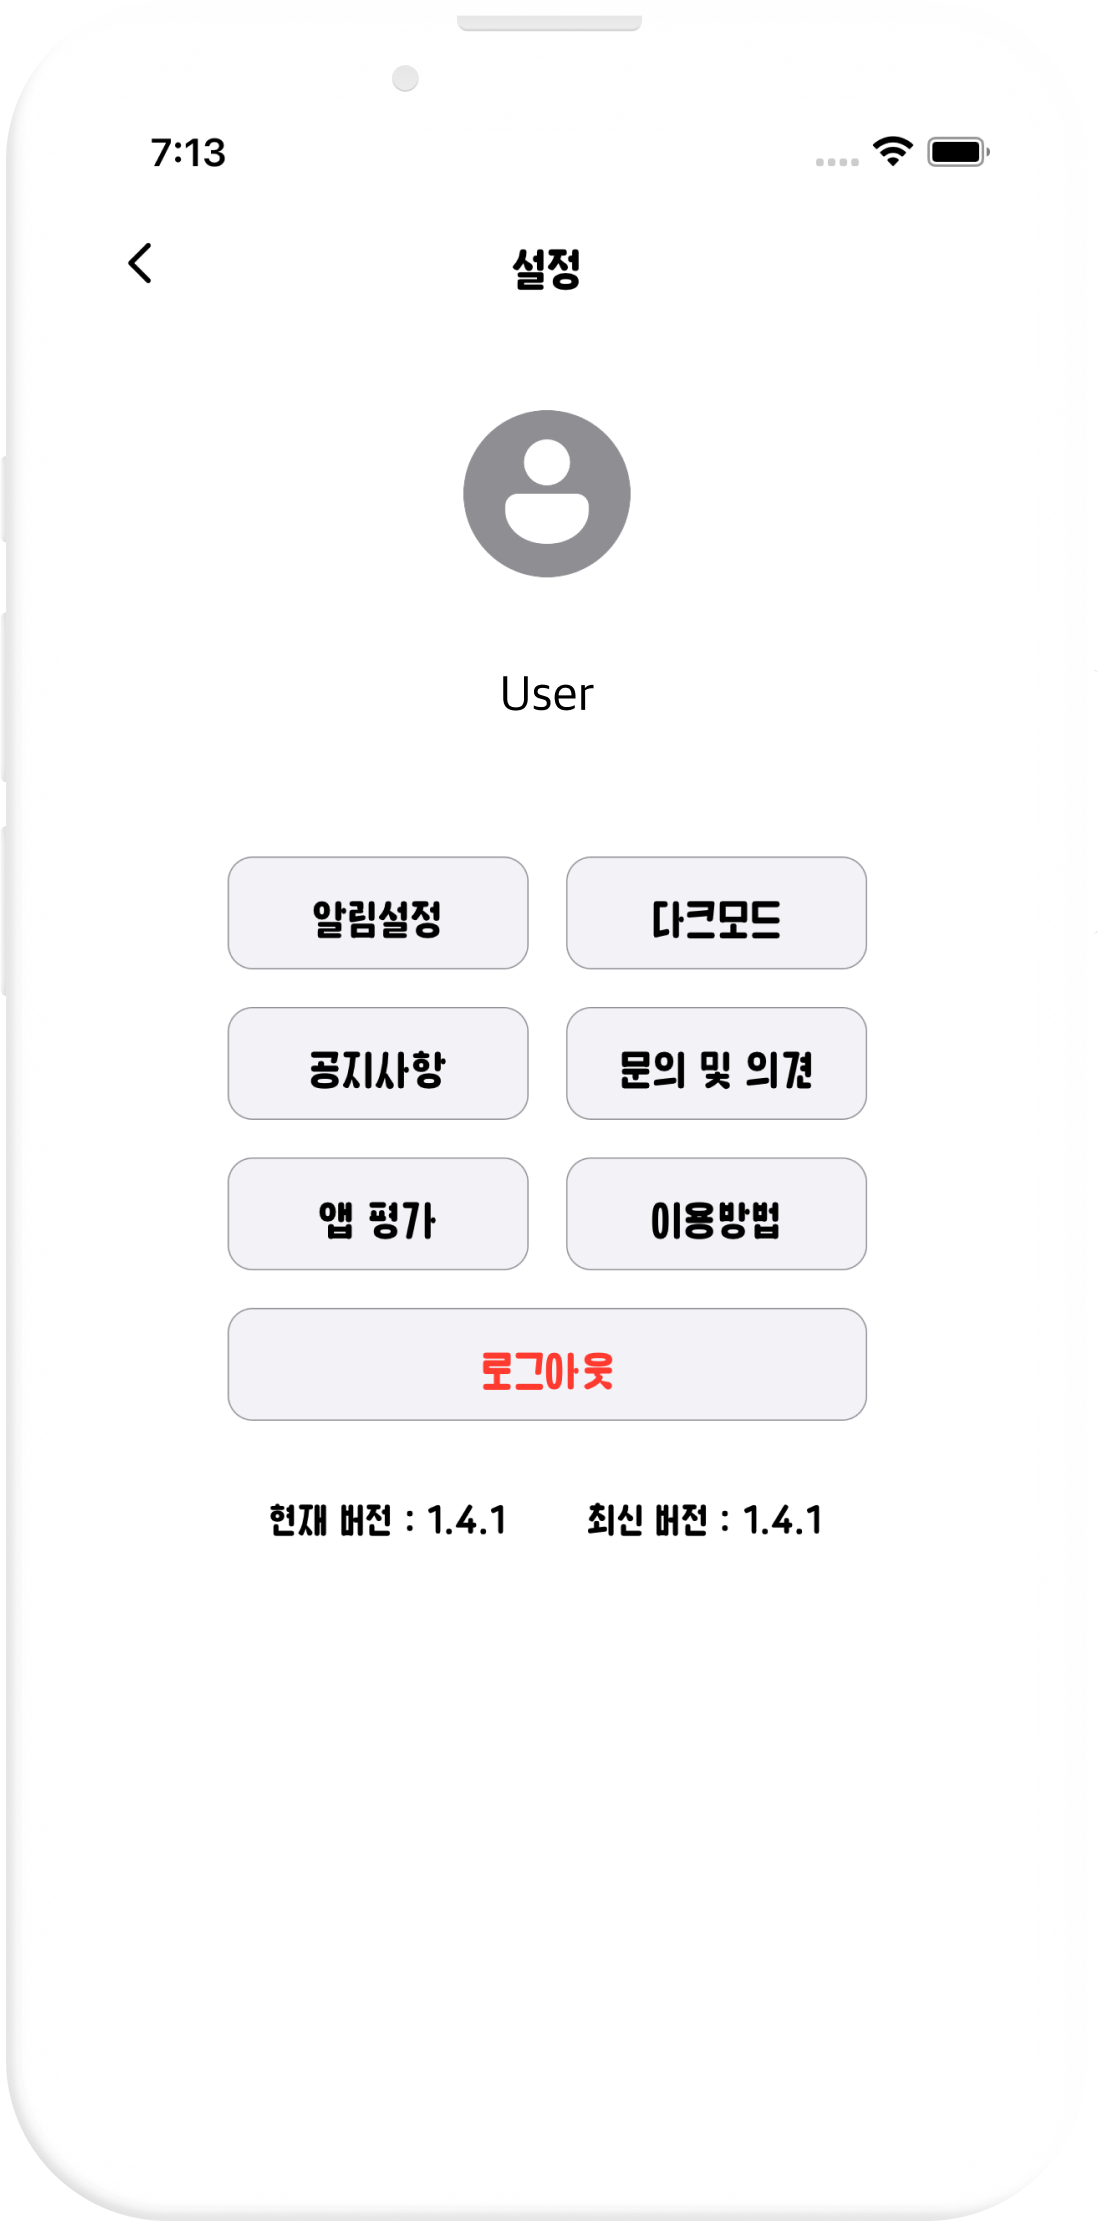 7:13
설정
User
알림설정
다크모드
공지사항
문의 및 의견
앱 평가
이용방법
로그아웃
현재 버전 : 1.4.1
최신 버전 : 1.4.1